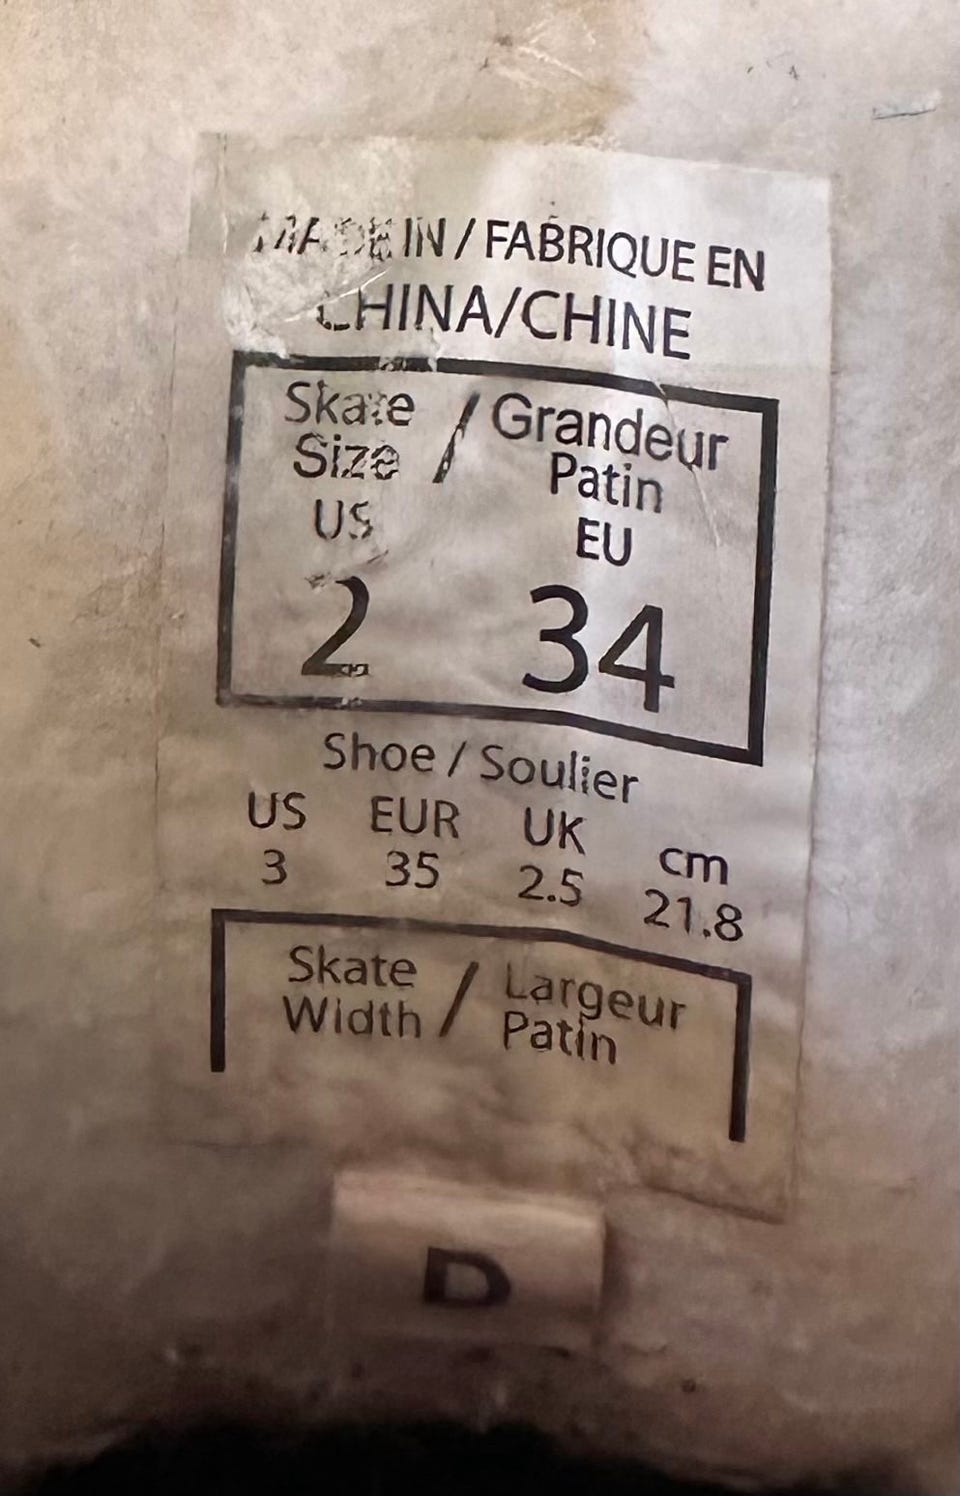 MADE IN / FABRIQUE EN
CHINA/CHINE
Skate / Grandeur
Size Patin
US EU
2 34
Shoe / Soulier
US EUR UK cm
3 35 2.5 21.8
Skate / Largeur
Width Patin
D